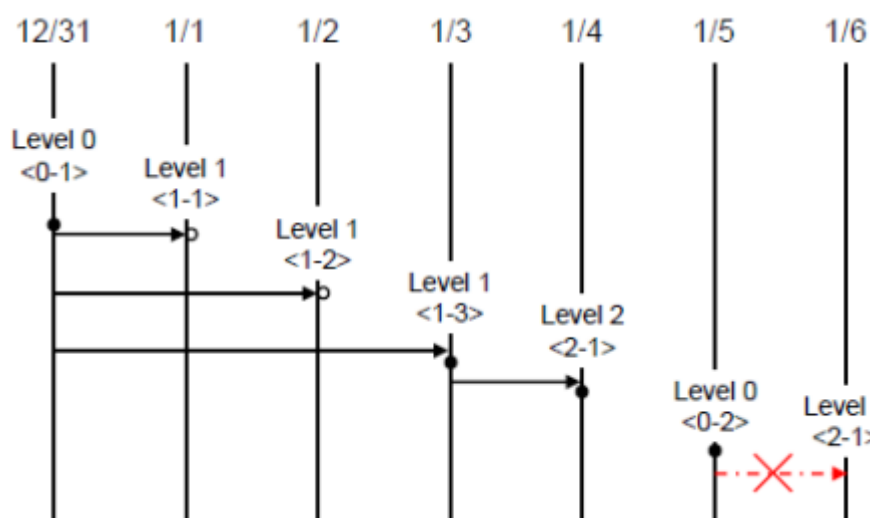 12/31 1/1 1/2 1/3 1/4 1/5 1/6
Level 0
<0-1>
Level 1
<1-1>
Level 1
<1-2>
Level 1
<1-3>
Level 2
<2-1>
Level 0
<0-2>
Level
<2-1>